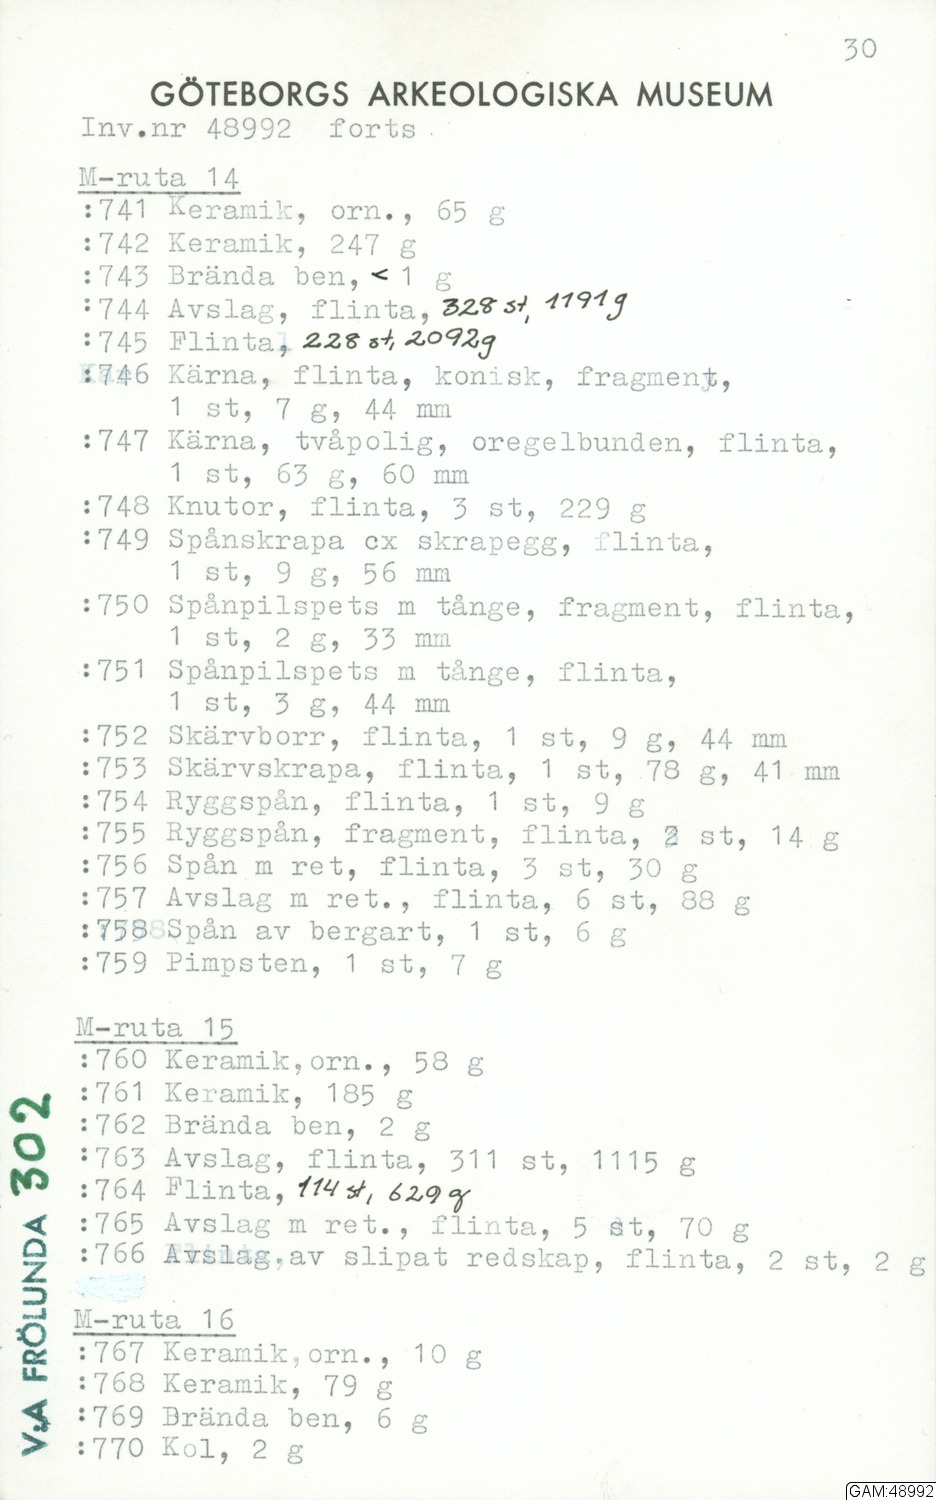 30
GÖTEBORGS ARKEOLOGISKA MUSEUM
Inv.nr 48992 forts.
M-ruta 14
:741 Keramik, orn., 65 g
:742 Keramik, 247 g
:743 Brända ben, < 1 g
:744 Avslag, flinta, 328 st, 1191 g
:745 Flinta, 228 st, 2092g
:746 Kärna, flinta, konisk, fragment,
1 st, 7 g, 44 mm
:747 Kärna, tvåpolig, oregelbunden, flinta,
1 st, 63 g, 60 mm
:748 Knutor, flinta, 3 st, 229 g
:749 Spånskrapa cx skrapegg, flinta,
1 st, 9 g, 56 mm
:750 Spånpilspets m tånge, fragment, flinta,
1 st, 2 g, 33 mm
:751 Spånpilspets m tånge, flinta,
1 st, 3 g, 44 mm
:752 Skärvborr, flinta, 1 st, 9 g, 44 mm
:753 Skärvskrapa, flinta, 1 st, 78 g, 41 mm
:754 Ryggspån, flinta, 1 st, 9 g
:755 Ryggspån, fragment, flinta, st, 14 g
:756 Spån m ret, flinta, 3 st, 30 g
:757 Avslag m ret., flinta, 6 st, 88 g
:758 Spån av bergart, 1 st, 6 g
:759 Pimpsten, 1 st, 7 g
M-ruta 15
:760 Keramik,orn., 58 g
:761 Keramik, 185 g
:762 Brända ben, 2 g
:763 Avslag, flinta, 311 st, 1115 g
:764 Flinta, 114 st, 629 g
:765 Avslag m ret., flinta, 5 st, 70 g
:766 Avslag av slipat redskap, flinta, 2 st, 2 g
M-ruta 16
:767 Keramik,orn., 10 g
:768 Keramik, 79 g
:769 Brända ben, 6 g
:770 Kol, 2 g
V:A FRÖLUNDA 302
GAM:48992